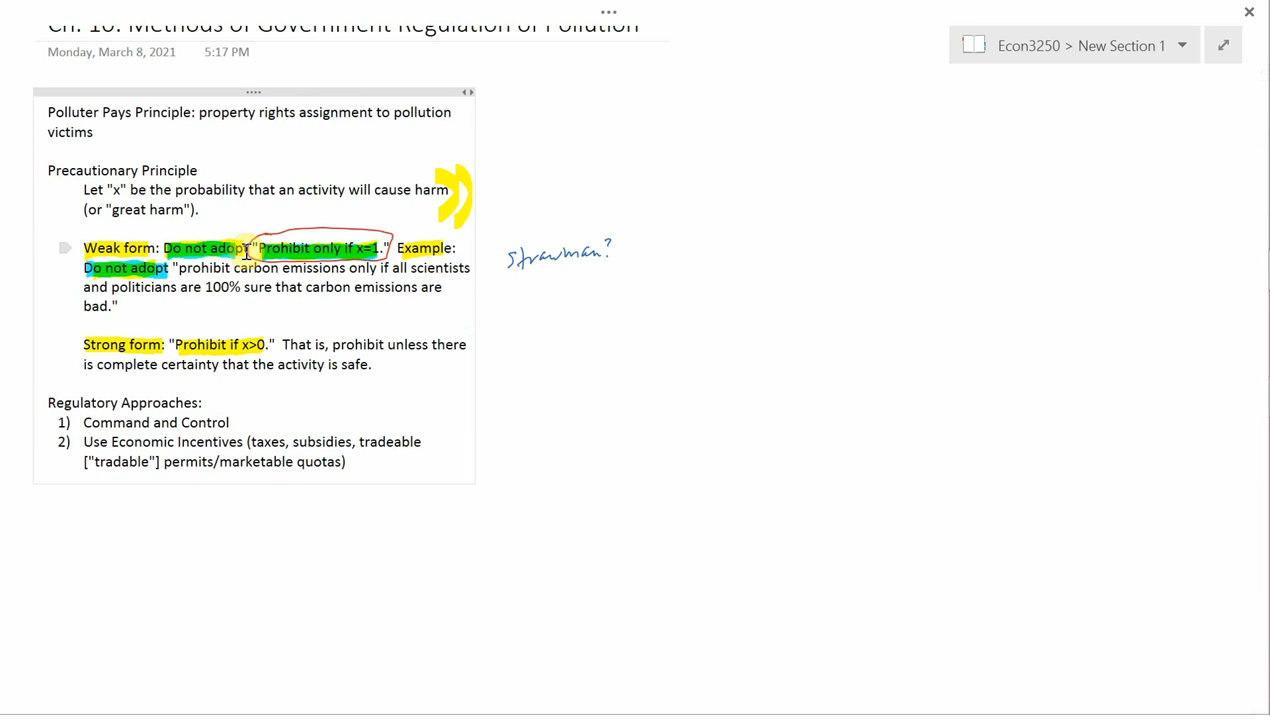 Ch. 16: Methods of Government Regulation of Pollution
Monday, March 8, 2021 5:17 PM
Econ3250 > New Section 1
Polluter Pays Principle: property rights assignment to pollution
victims
Precautionary Principle
Let "x" be the probability that an activity will cause harm
(or "great harm").
Weak form: Do not adopt "Prohibit only if x=1." Example:
Do not adopt "prohibit carbon emissions only if all scientists
and politicians are 100% sure that carbon emissions are
bad."
strawman?
Strong form: "Prohibit if x>0." That is, prohibit unless there
is complete certainty that the activity is safe.
Regulatory Approaches:
1) Command and Control
2) Use Economic Incentives (taxes, subsidies, tradeable
["tradable"] permits/marketable quotas)